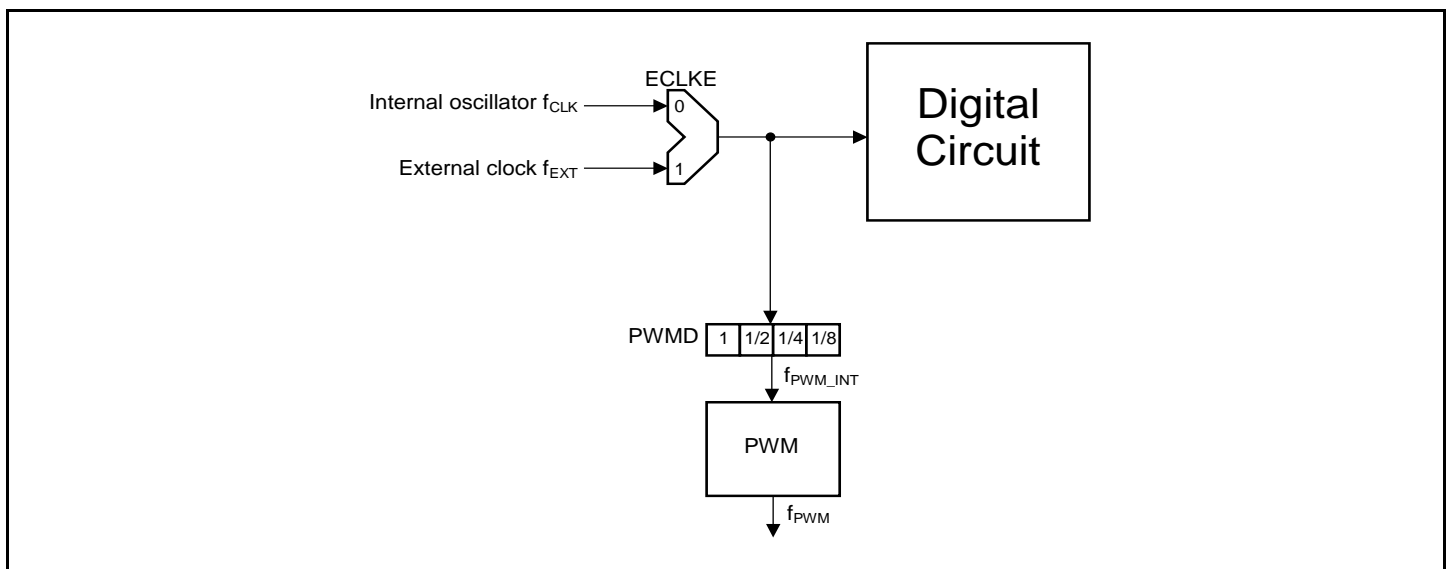 ECLKE
Internal oscillator fCLK
0
External clock fEXT
1
Digital
Circuit
PWMD 1 1/2 1/4 1/8
fPWM_INT
PWM
fPWM